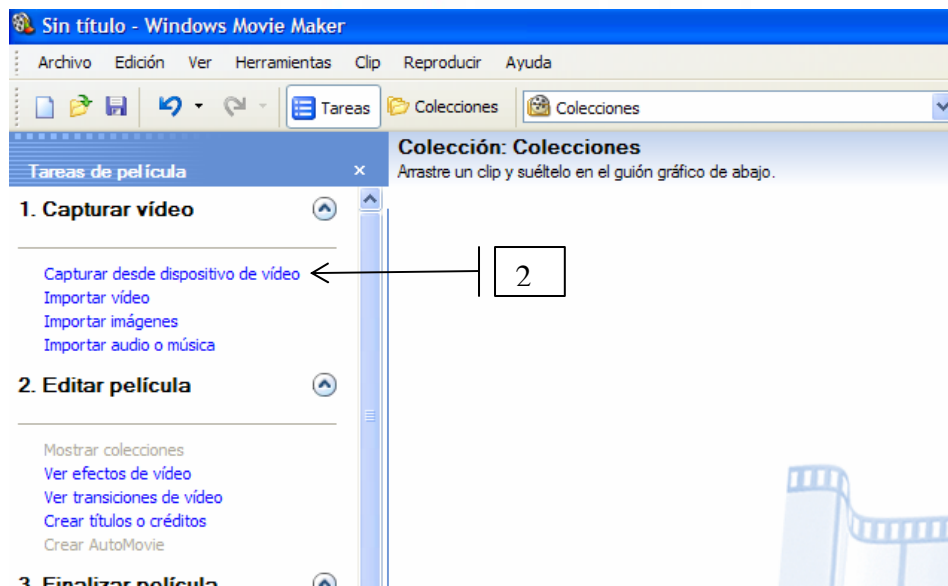 Sin título - Windows Movie Maker
Archivo Edición Ver Herramientas Clip Reproducir Ayuda
Tareas Colecciones Colecciones
Tareas de película
Colección: Colecciones
Arrastre un clip y suéltelo en el guión gráfico de abajo.
1. Capturar vídeo
Capturar desde dispositivo de vídeo
2
Importar vídeo
Importar imágenes
Importar audio o música
2. Editar película
Mostrar colecciones
Ver efectos de vídeo
Ver transiciones de vídeo
Crear títulos o créditos
Crear AutoMovie
3. Finalizar película